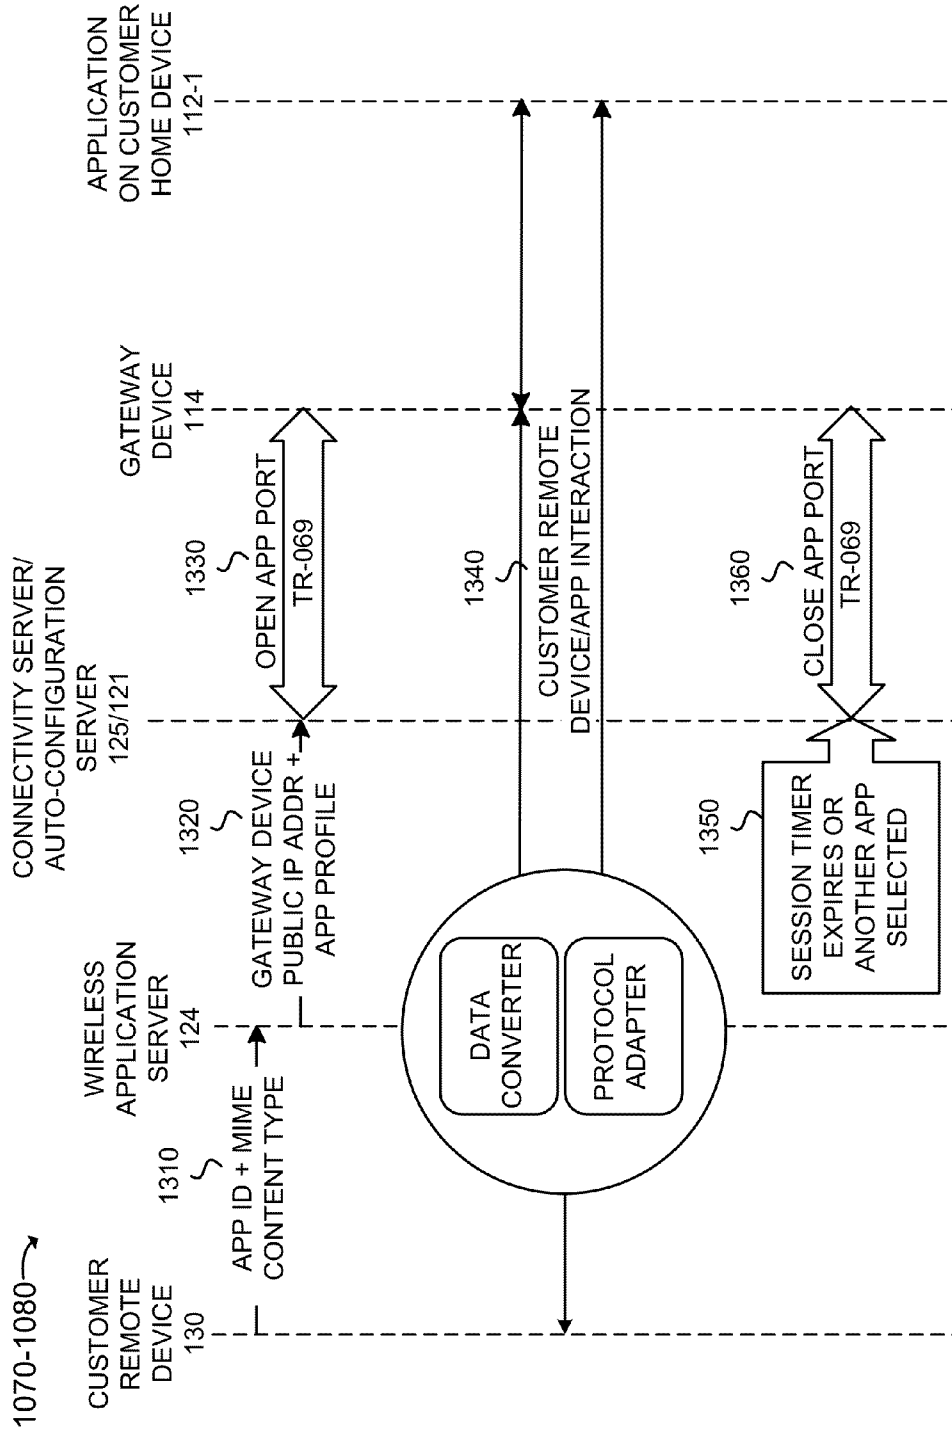 1070-1080
CUSTOMER
REMOTE
DEVICE
130
WIRELESS
APPLICATION
SERVER
124
CONNECTIVITY SERVER/
AUTO-CONFIGURATION
SERVER
125/121
GATEWAY
DEVICE
114
APPLICATION
ON CUSTOMER
HOME DEVICE
112-1
1310
APP ID + MIME
CONTENT TYPE
1320
GATEWAY DEVICE
PUBLIC IP ADDR +
APP PROFILE
1330
OPEN APP PORT
TR-069
DATA
CONVERTER
PROTOCOL
ADAPTER
1340
CUSTOMER REMOTE
DEVICE/APP INTERACTION
1350
SESSION TIMER
EXPIRES OR
ANOTHER APP
SELECTED
1360
CLOSE APP PORT
TR-069